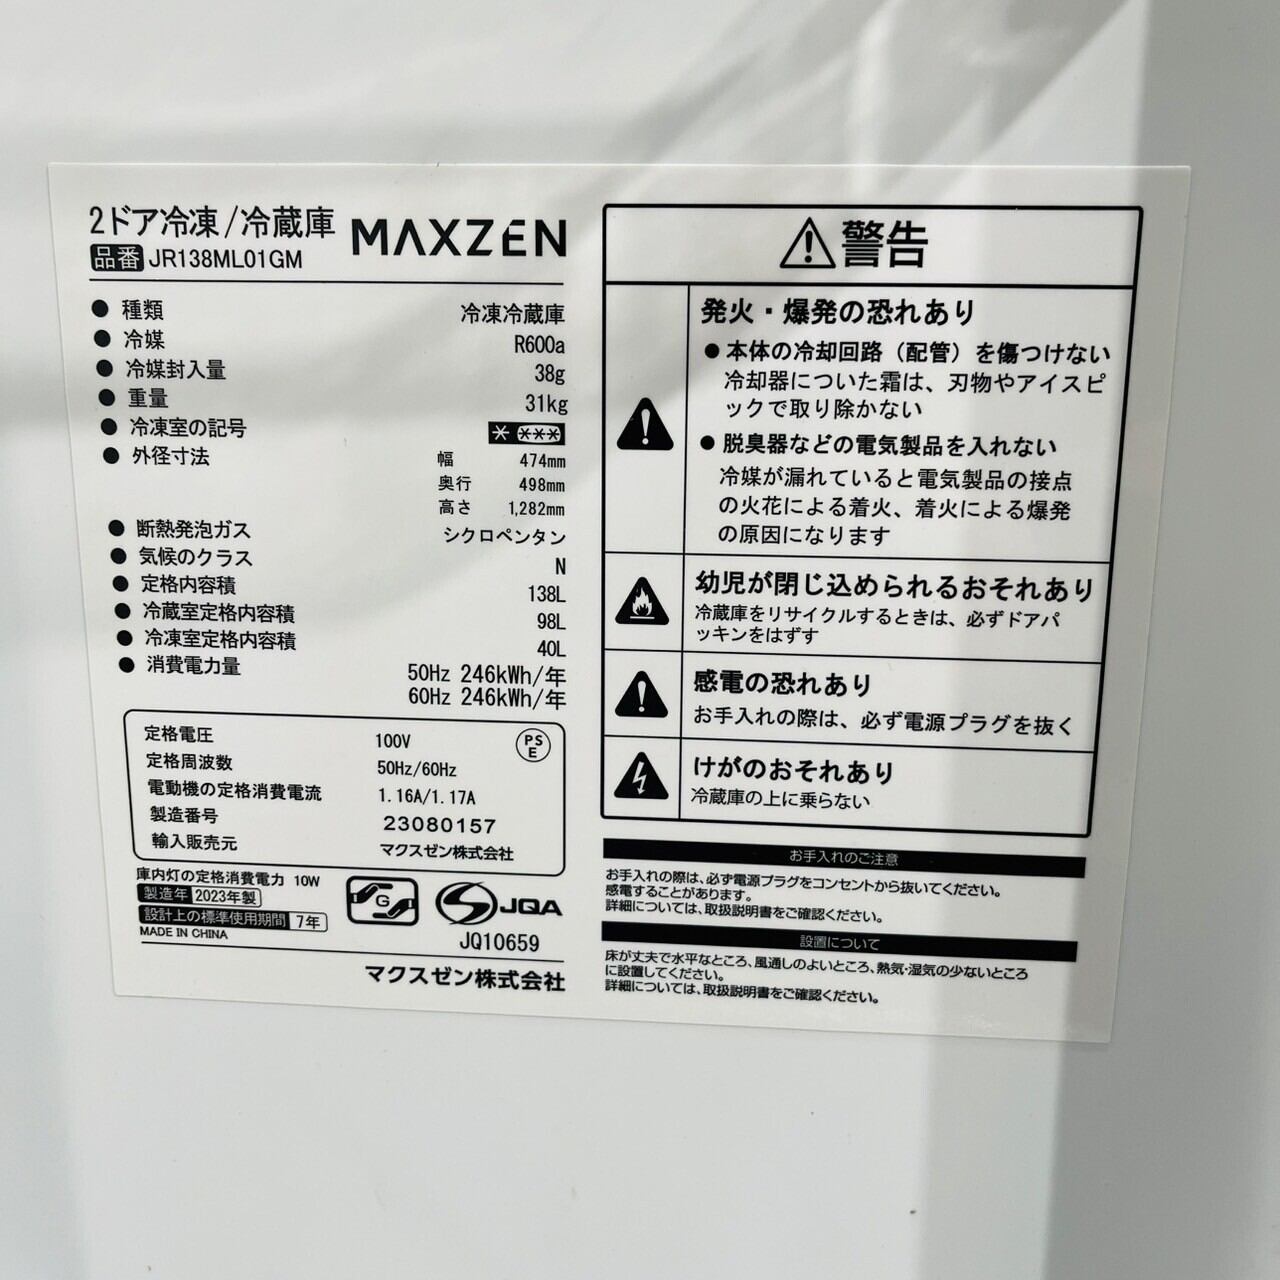 2ドア冷凍/冷蔵庫 MAXZEN
品番 JR138ML01GM
● 種類 冷凍冷蔵庫
● 冷媒 R600a
● 冷媒封入量 38g
● 重量 31kg
● 冷凍室の記号 * ***
● 外径寸法 幅 474mm
奥行 498mm
高さ 1,282mm
● 断熱発泡ガス シクロペンタン
● 気候のクラス N
● 定格内容積 138L
● 冷蔵室定格内容積 98L
● 冷凍室定格内容積 40L
● 消費電力量 50Hz 246kWh/年
60Hz 246kWh/年
定格電圧 100V PSE
定格周波数 50Hz/60Hz
電動機の定格消費電流 1.16A/1.17A
製造番号 23080157
輸入販売元 マクスゼン株式会社
庫内灯の定格消費電力 10W
製造年 2023年製
設計上の標準使用期間 7年
MADE IN CHINA
G
JQA
JQ10659
マクスゼン株式会社
警告
発火・爆発の恐れあり
● 本体の冷却回路（配管）を傷つけない
冷却器についた霜は、刃物やアイスピ
ックで取り除かない
● 脱臭器などの電気製品を入れない
冷媒が漏れていると電気製品の接点
の火花による着火、着火による爆発
の原因になります
幼児が閉じ込められるおそれあり
冷蔵庫をリサイクルするときは、必ずドアパ
ッキンをはずす
感電の恐れあり
お手入れの際は、必ず電源プラグを抜く
けがのおそれあり
冷蔵庫の上に乗らない
お手入れのご注意
お手入れの際は、必ず電源プラグをコンセントから抜いてください。
感電することがあります。
詳細については、取扱説明書をご確認ください。
設置について
床が丈夫で水平なところ、風通しのよいところ、熱気・湿気の少ないところ
に設置してください。
詳細については、取扱説明書をご確認ください。